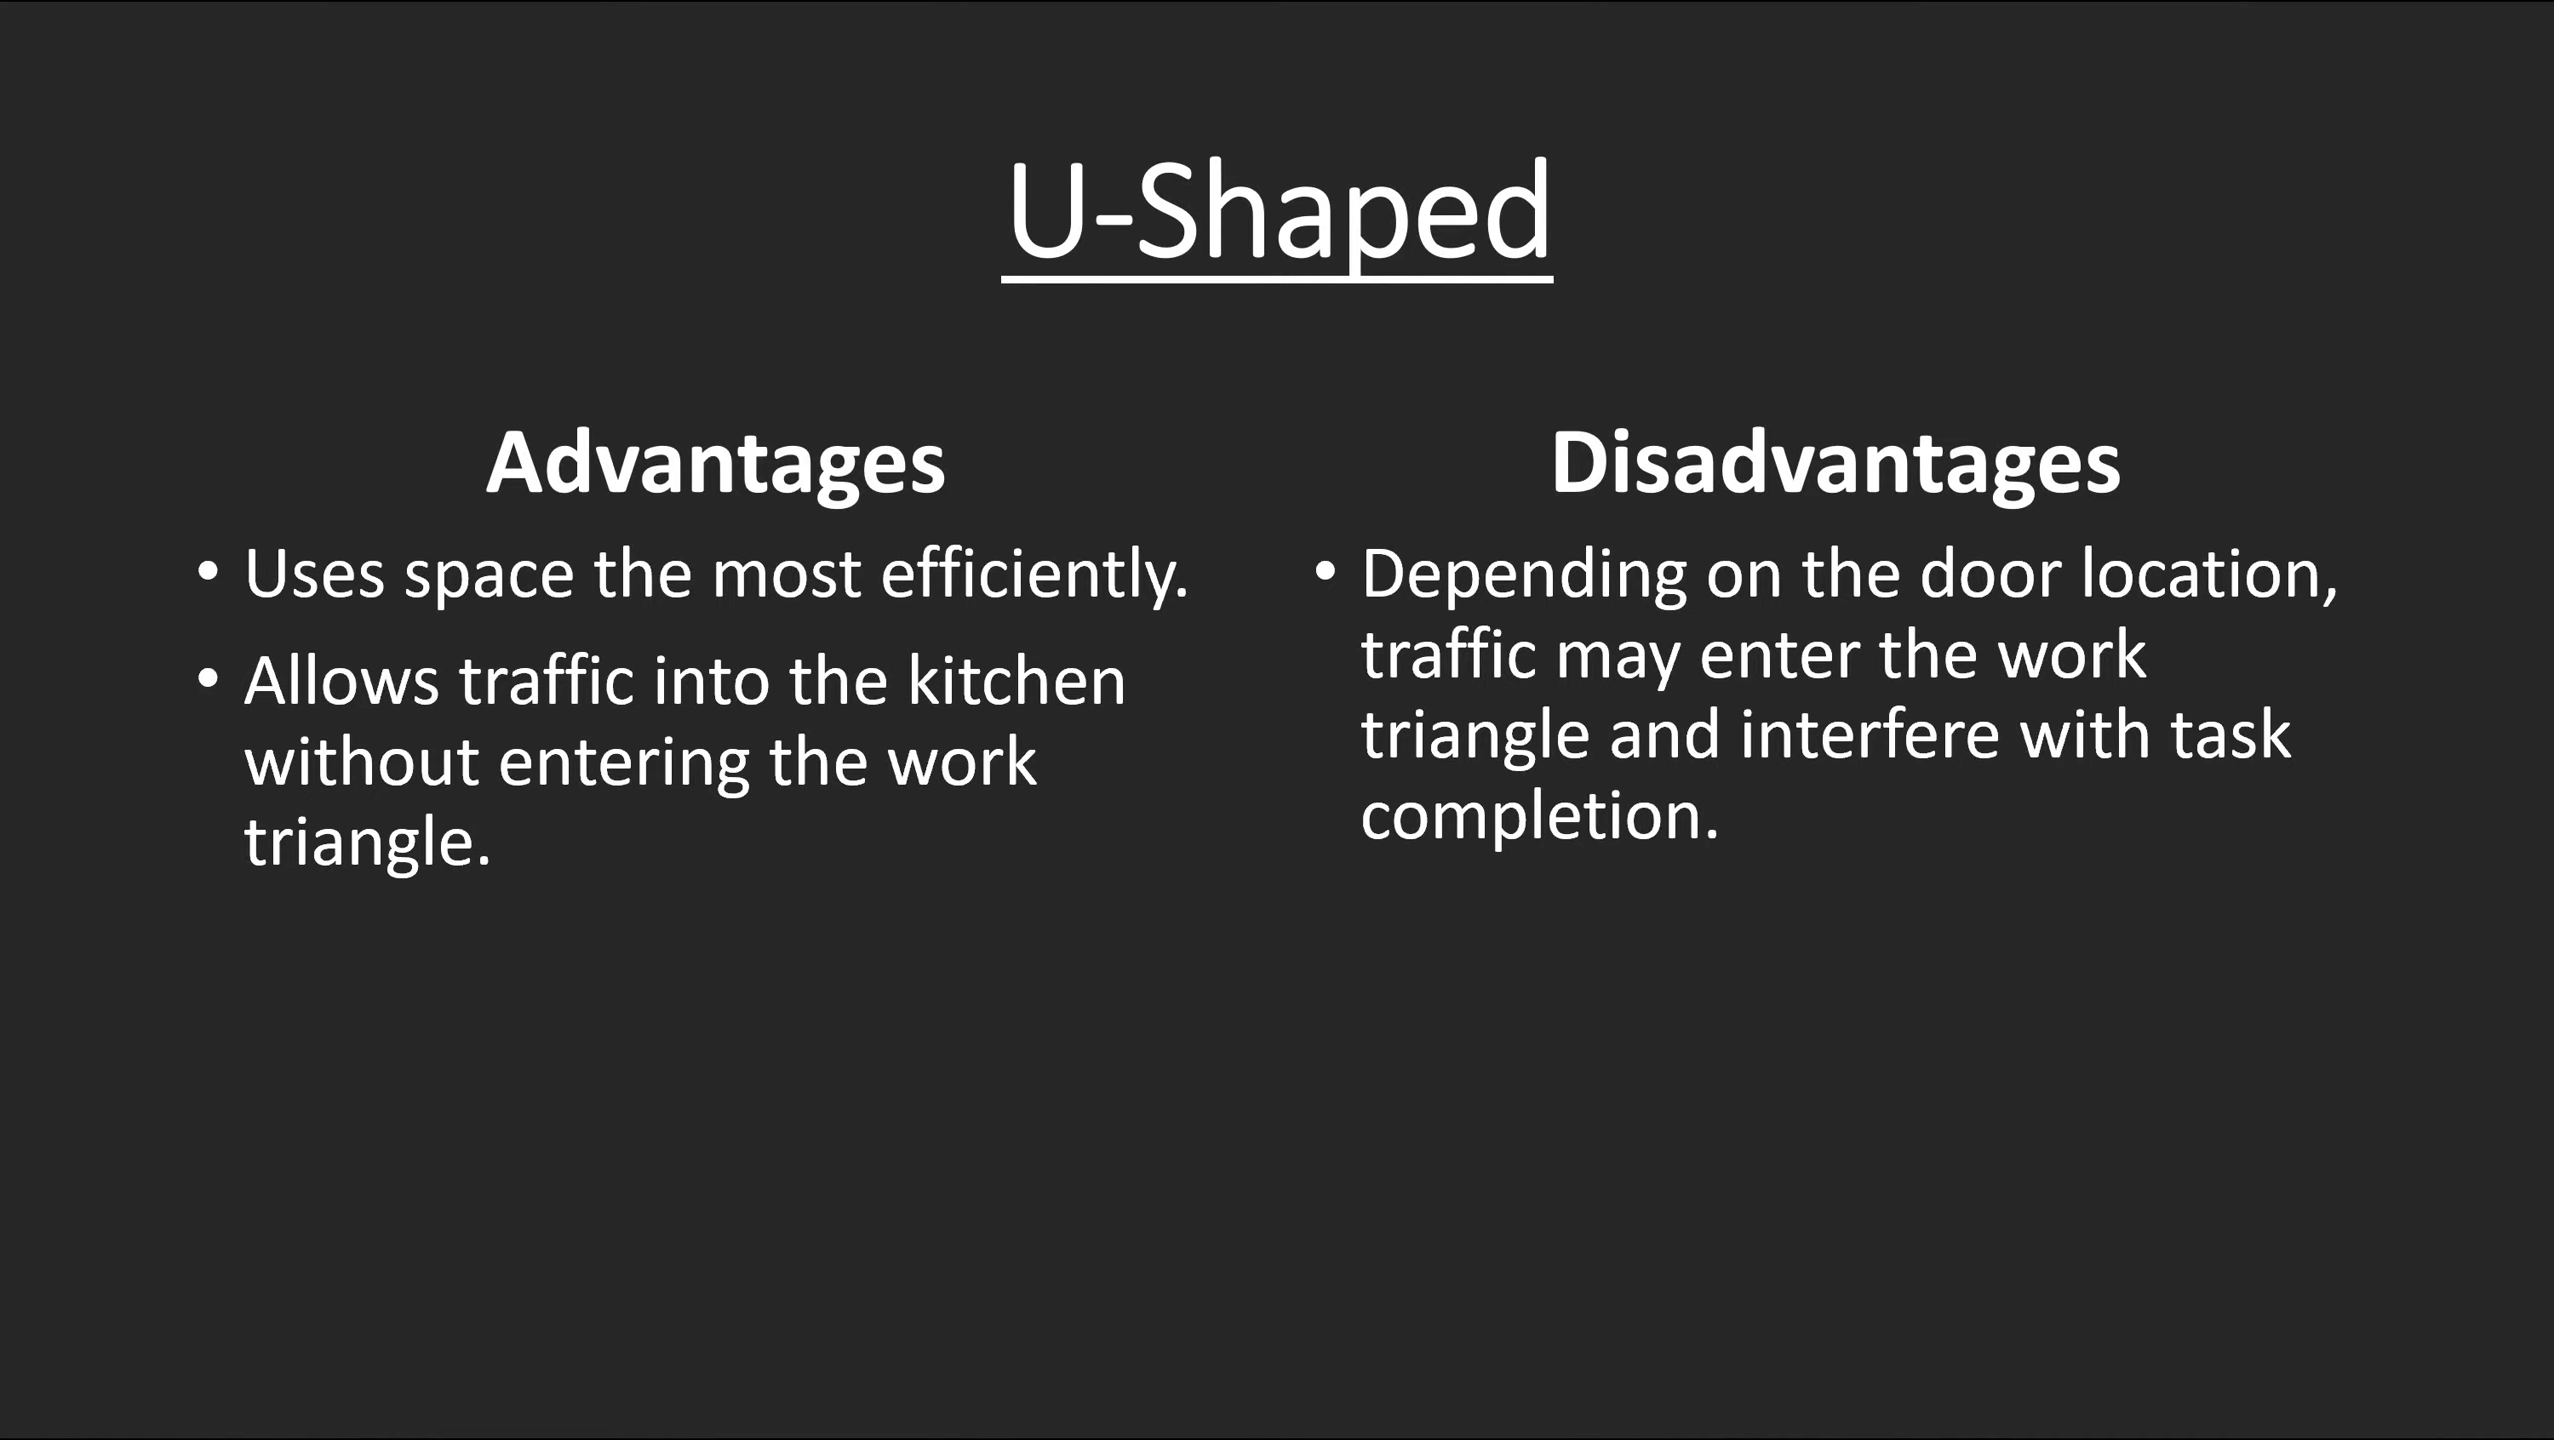 U-Shaped
Advantages
• Uses space the most efficiently.
• Allows traffic into the kitchen
without entering the work
triangle.
Disadvantages
• Depending on the door location,
traffic may enter the work
triangle and interfere with task
completion.